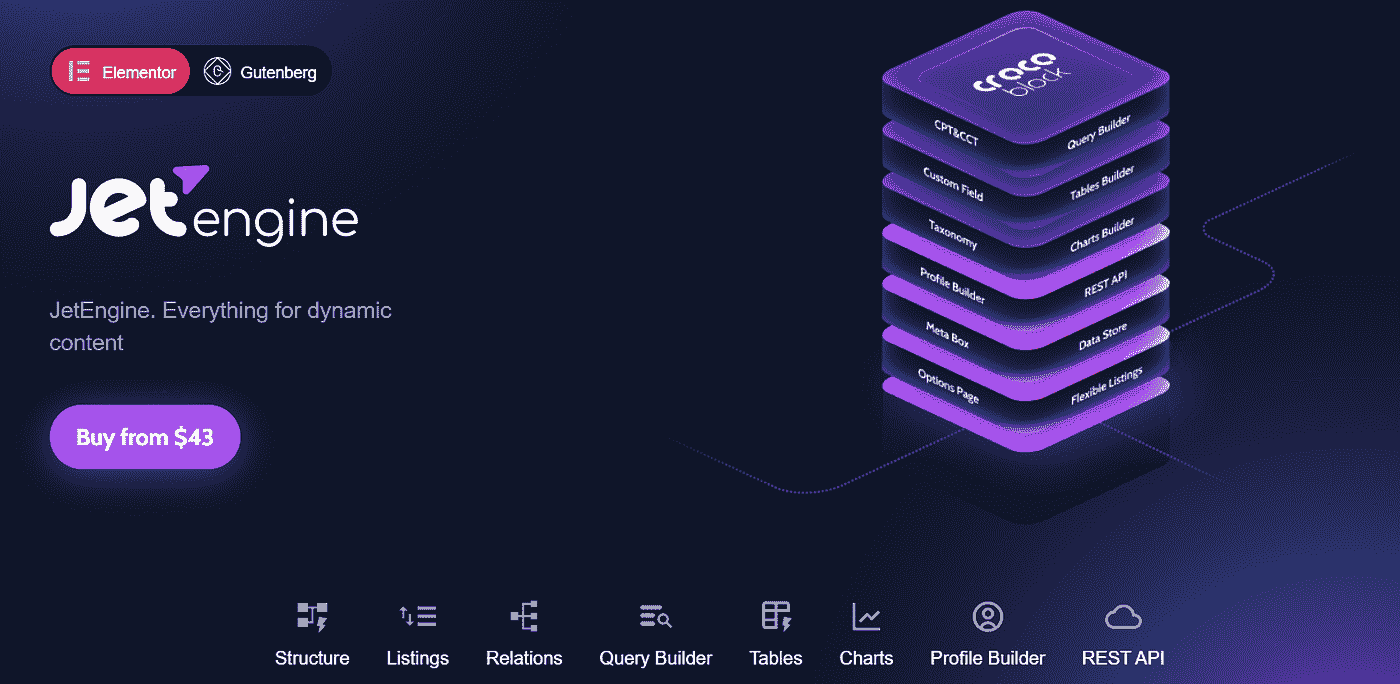 Elementor
Gutenberg
Jet engine
JetEngine. Everything for dynamic
content
Buy from $43
croco
block
CPT&CCT
Query Builder
Custom Field
Tables Builder
Taxonomy
Charts Builder
Profile Builder
REST API
Meta Box
Data Store
Options Page
Flexible Listings
Structure
Listings
Relations
Query Builder
Tables
Charts
Profile Builder
REST API